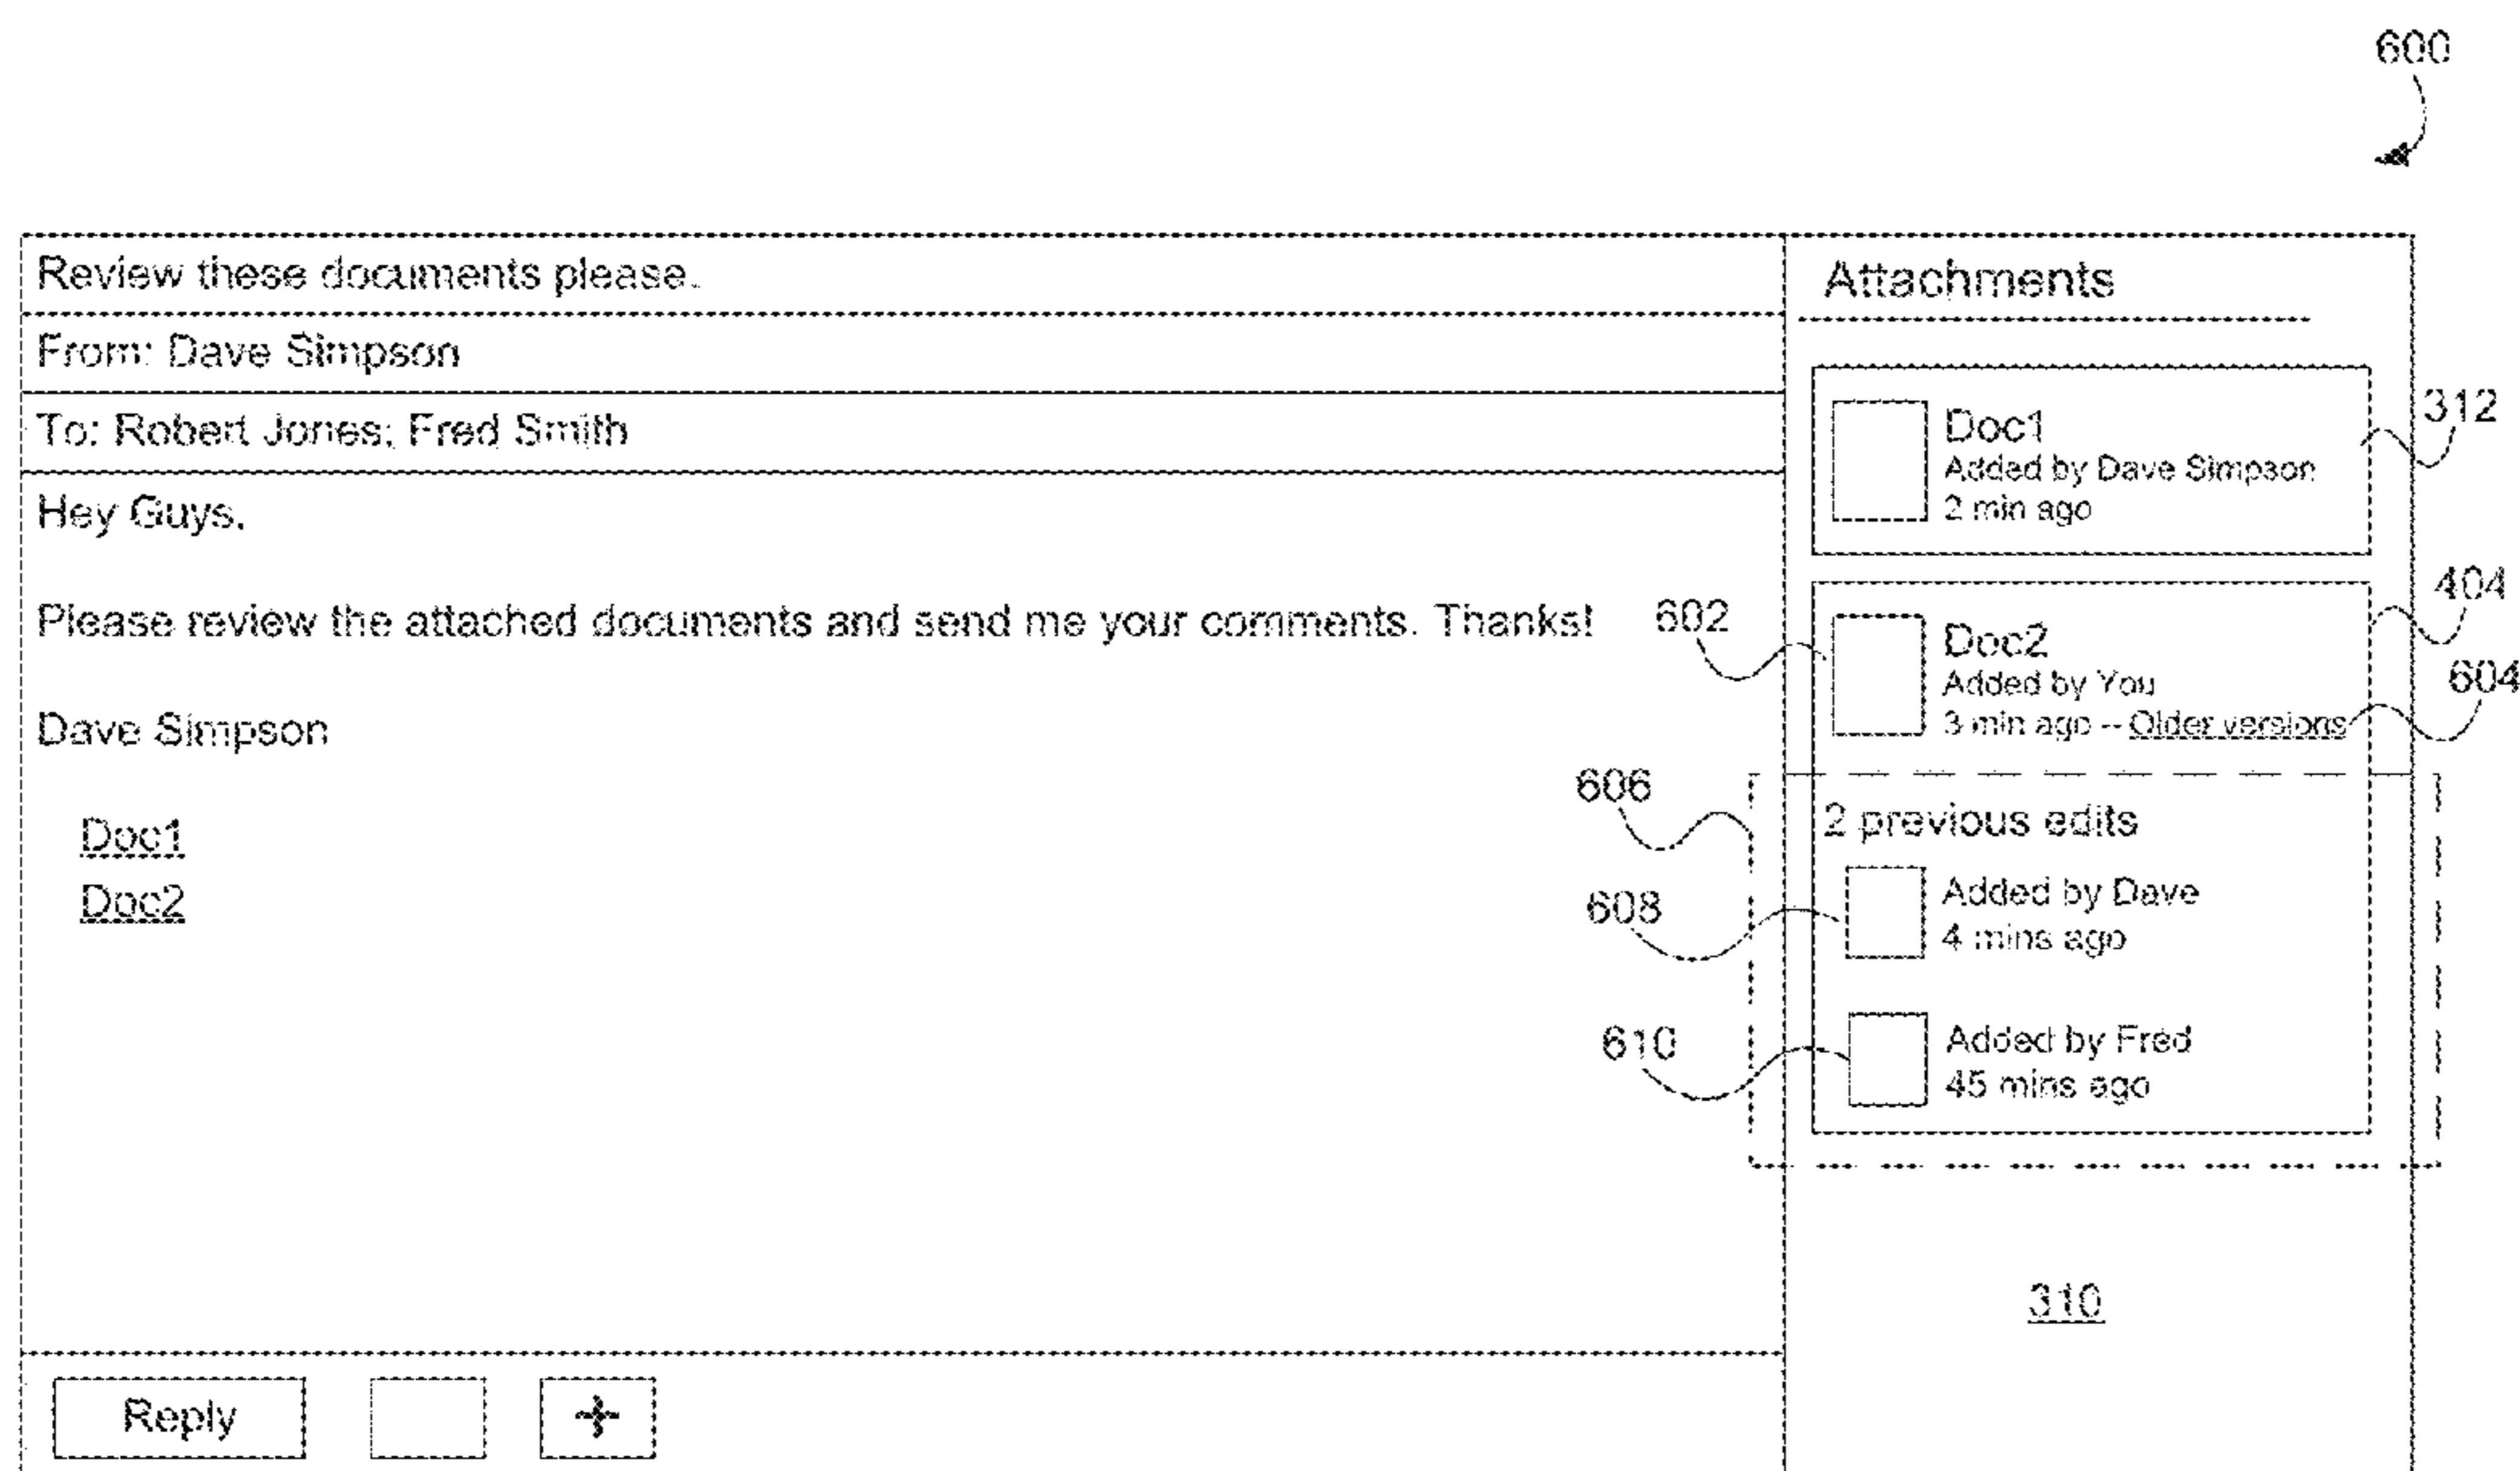 600
Review these documents please.
From: Dave Simpson
To: Robert Jones; Fred Smith
Hey Guys,
Please review the attached documents and send me your comments. Thanks!
Dave Simpson
Doc1
Doc2
Reply
+
Attachments
Doc1
Added by Dave Simpson
2 min ago
312
404
602
Doc2
Added by You
3 min ago -- Older versions
604
606
2 previous edits
608
Added by Dave
4 mins ago
610
Added by Fred
45 mins ago
310